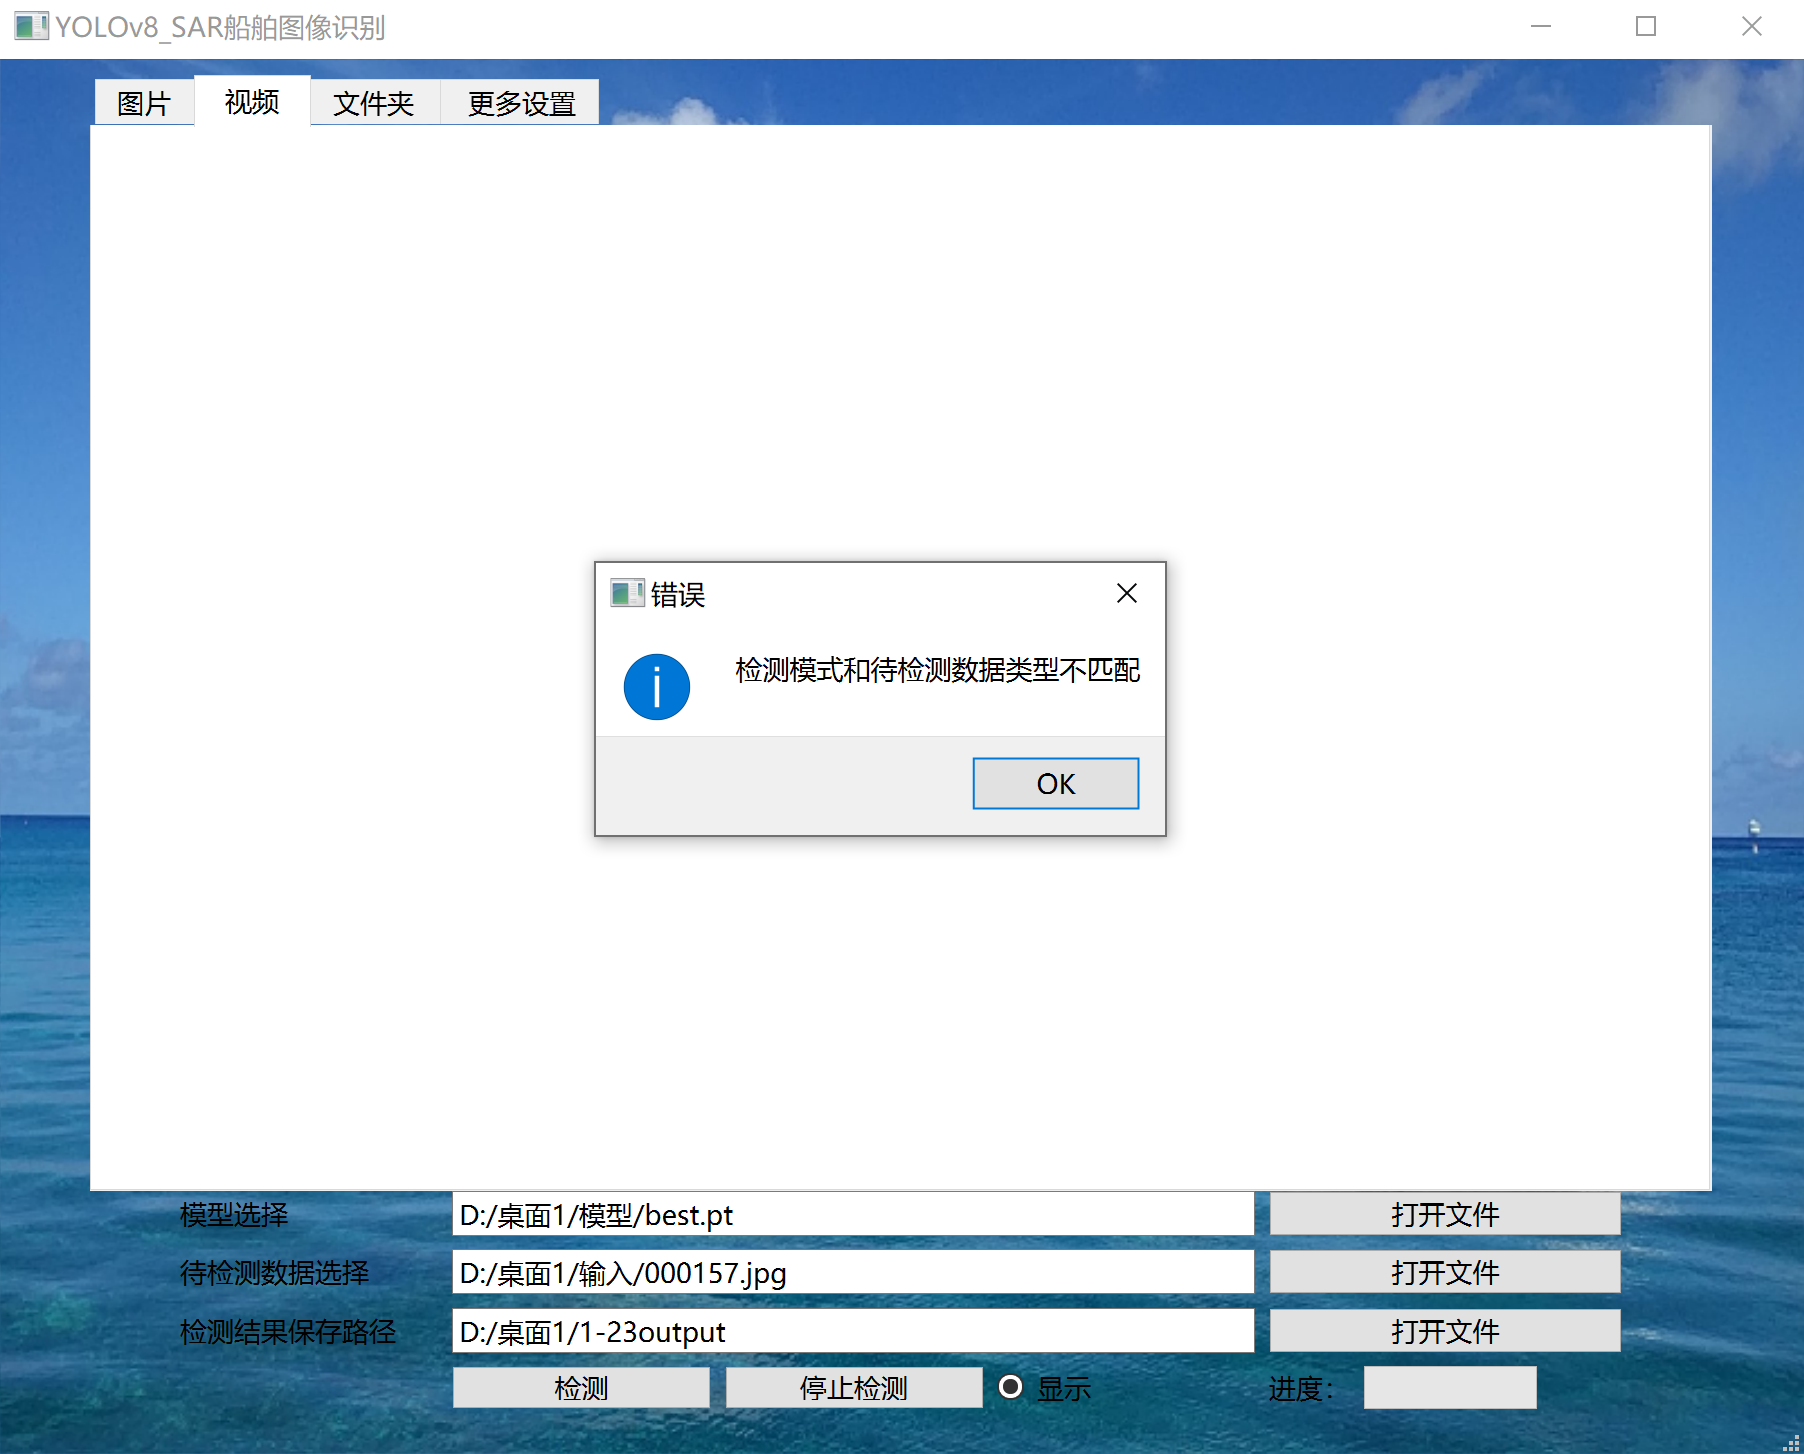 YOLOv8_SAR船舶图像识别
图片 视频 文件夹 更多设置
错误
检测模式和待检测数据类型不匹配
OK
模型选择 D:/桌面1/模型/best.pt 打开文件
待检测数据选择 D:/桌面1/输入/000157.jpg 打开文件
检测结果保存路径 D:/桌面1/1-23output 打开文件
检测 停止检测 显示 进度：